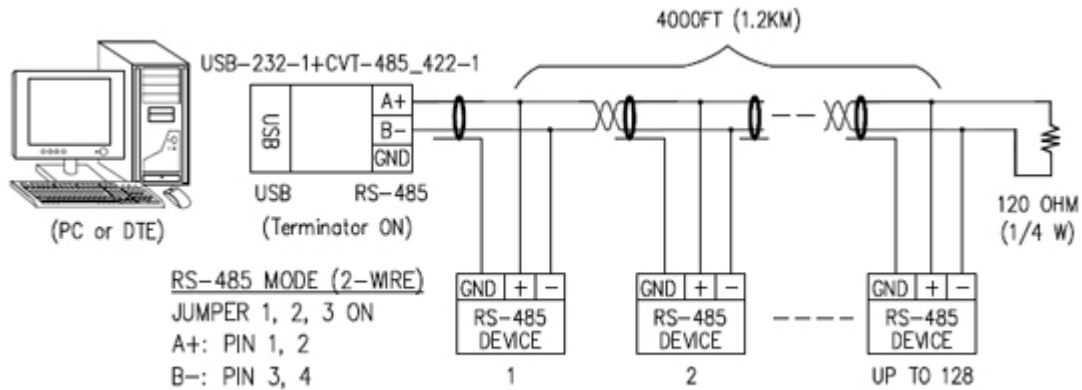 4000FT (1.2KM)
USB-232-1+CVT-485_422-1
USB
A+
B-
GND
USB RS-485
(PC or DTE)
(Terminator ON)
120 OHM
(1/4 W)
RS-485 MODE (2-WIRE)
JUMPER 1, 2, 3 ON
A+: PIN 1, 2
B-: PIN 3, 4
GND + -
RS-485
DEVICE
1
GND + -
RS-485
DEVICE
2
GND + -
RS-485
DEVICE
UP TO 128